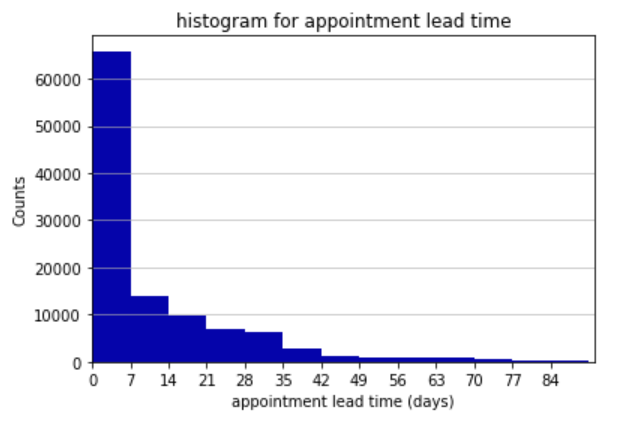 histogram for appointment lead time
60000
50000
40000
30000
20000
10000
0
Counts
0 7 14 21 28 35 42 49 56 63 70 77 84
appointment lead time (days)